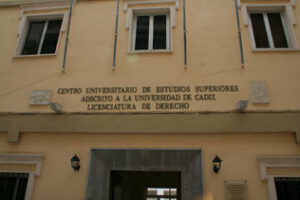 CENTRO UNIVERSITARIO DE ESTUDIOS SUPERIORES
ADSCRITO A LA UNIVERSIDAD DE CADIZ
LICENCIATURA DE DERECHO